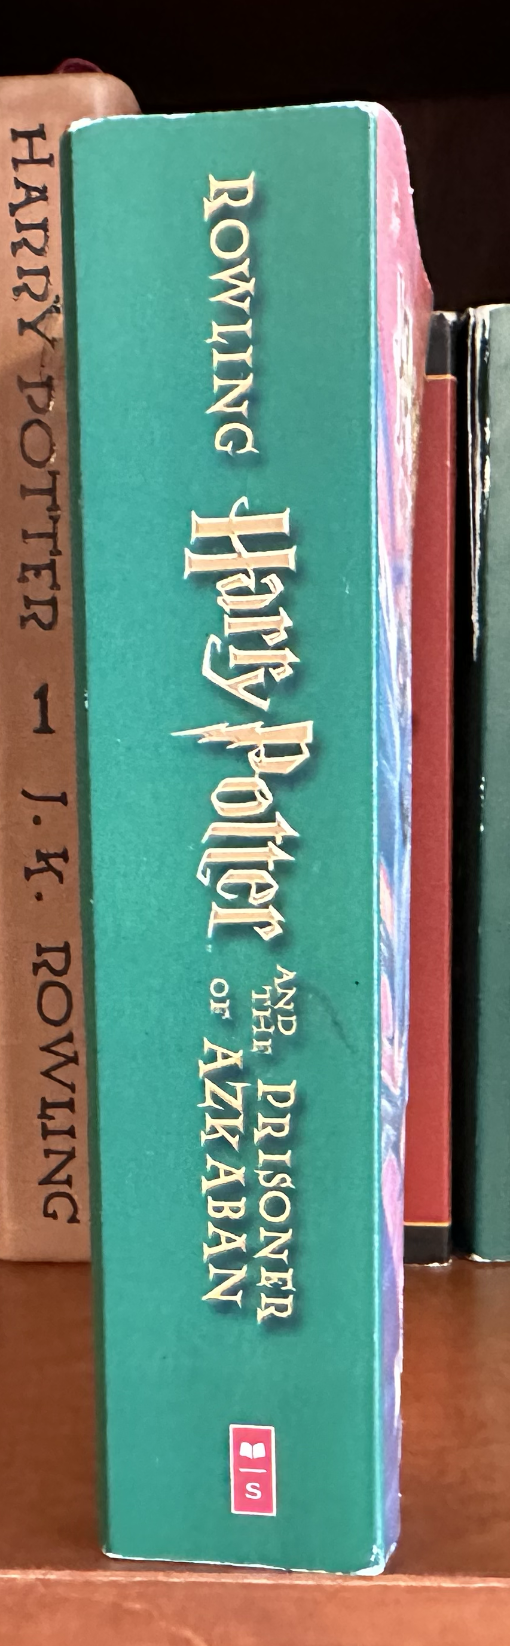 HARRY POTTER 1 J.K. ROWLING
ROWLING
Harry Potter
AND THE PRISONER
OF AZKABAN
S